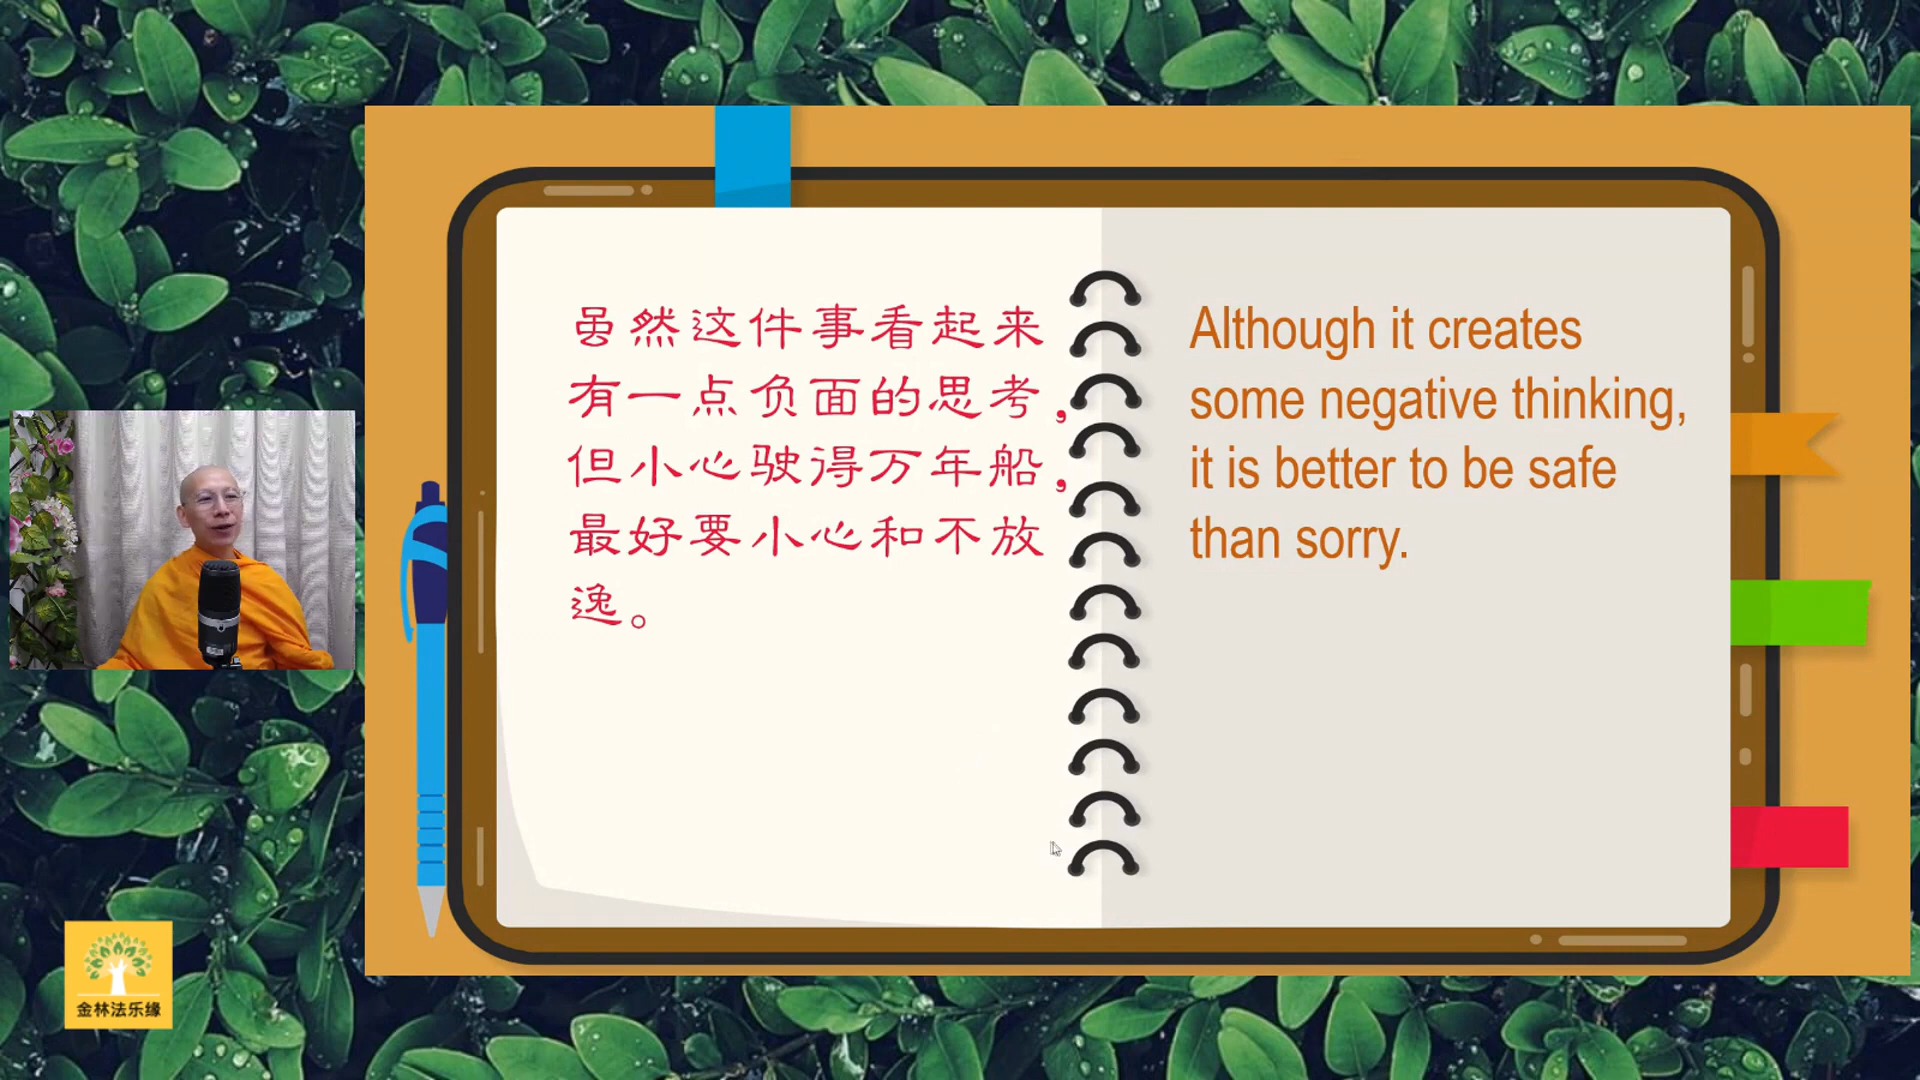 虽然这件事看起来
有一点负面的思考，
但小心驶得万年船，
最好要小心和不放
逸。
Although it creates
some negative thinking,
it is better to be safe
than sorry.
金林法乐缘